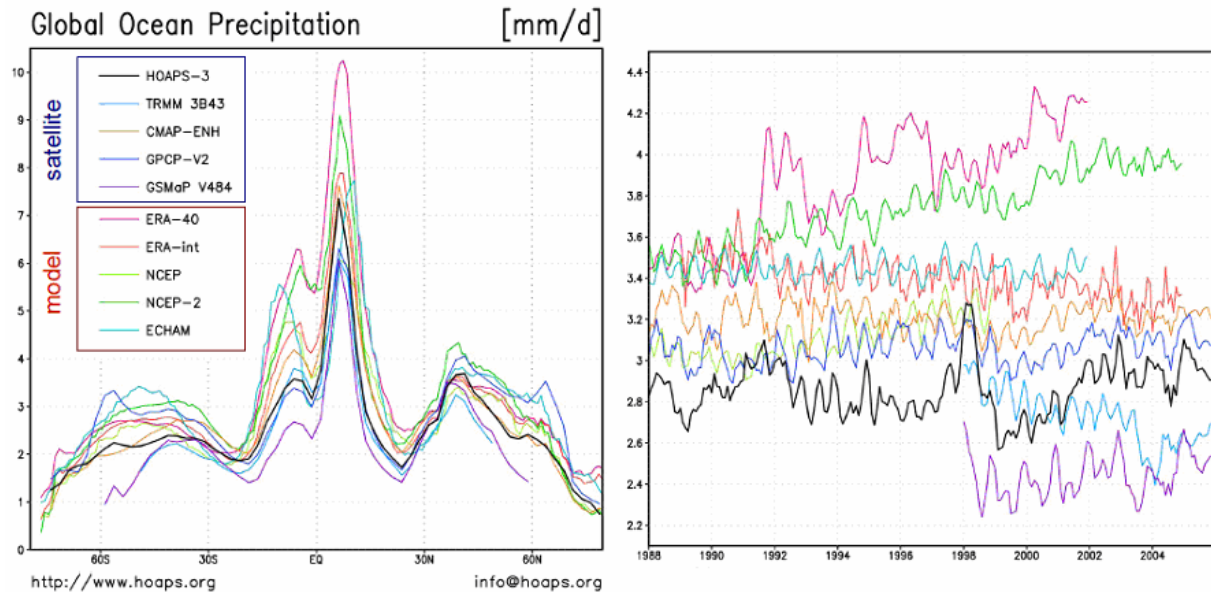 Global Ocean Precipitation [mm/d]
satellite
HOAPS-3
TRMM 3B43
CMAP-ENH
GPCP-V2
GSMaP V484
model
ERA-40
ERA-int
NCEP
NCEP-2
ECHAM
10
9
8
7
6
5
4
3
2
1
0
60S 30S EQ 30N 60N
http://www.hoaps.org info@hoaps.org
4.4
4.2
4
3.8
3.6
3.4
3.2
3
2.8
2.6
2.4
2.2
1988 1990 1992 1994 1996 1998 2000 2002 2004